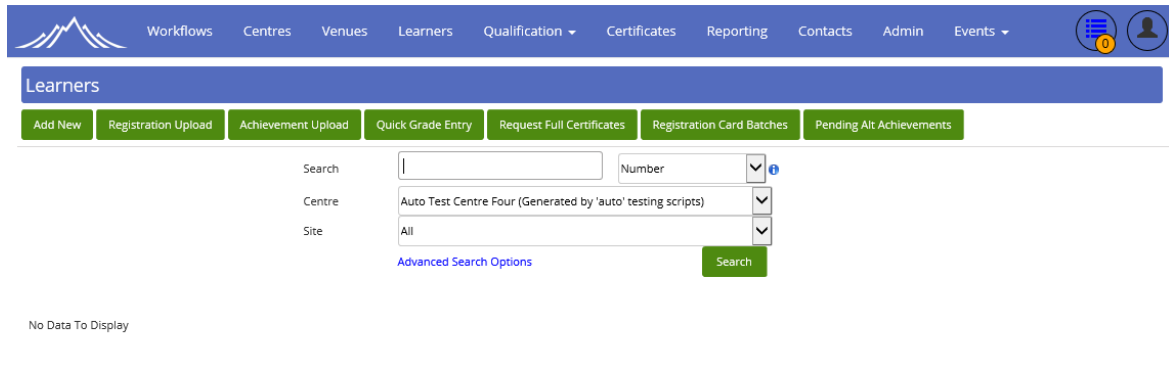 Workflows Centres Venues Learners Qualification Certificates Reporting Contacts Admin Events 0
Learners
Add New Registration Upload Achievement Upload Quick Grade Entry Request Full Certificates Registration Card Batches Pending Alt Achievements
Search Number
Centre Auto Test Centre Four (Generated by 'auto' testing scripts)
Site All
Advanced Search Options Search
No Data To Display